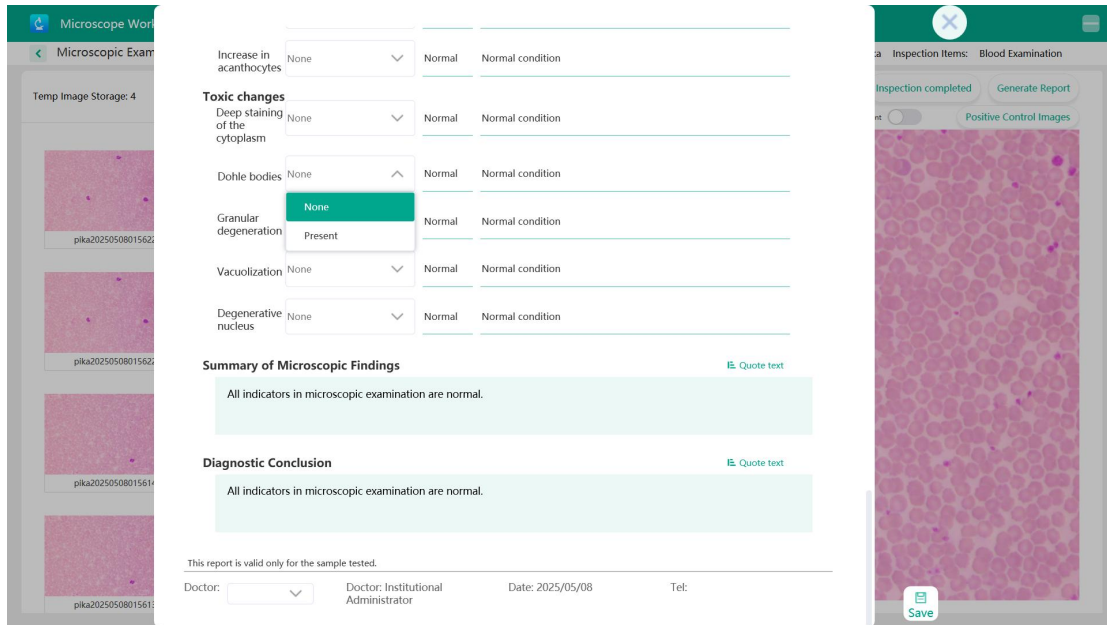 Microscope Work
Microscopic Exam
Inspection Items: Blood Examination
Temp Image Storage: 4
Inspection completed
Generate Report
Positive Control Images
pika2025050801562
pika2025050801562
pika2025050801561
pika2025050801561
Increase in
acanthocytes
None
Normal
Normal condition
Toxic changes
Deep staining
of the
cytoplasm
None
Normal
Normal condition
Dohle bodies
None
Normal
Normal condition
None
Present
Granular
degeneration
Normal
Normal condition
Vacuolization
None
Normal
Normal condition
Degenerative
nucleus
None
Normal
Normal condition
Summary of Microscopic Findings
Quote text
All indicators in microscopic examination are normal.
Diagnostic Conclusion
Quote text
All indicators in microscopic examination are normal.
This report is valid only for the sample tested.
Doctor:
Doctor: Institutional
Administrator
Date: 2025/05/08
Tel:
Save